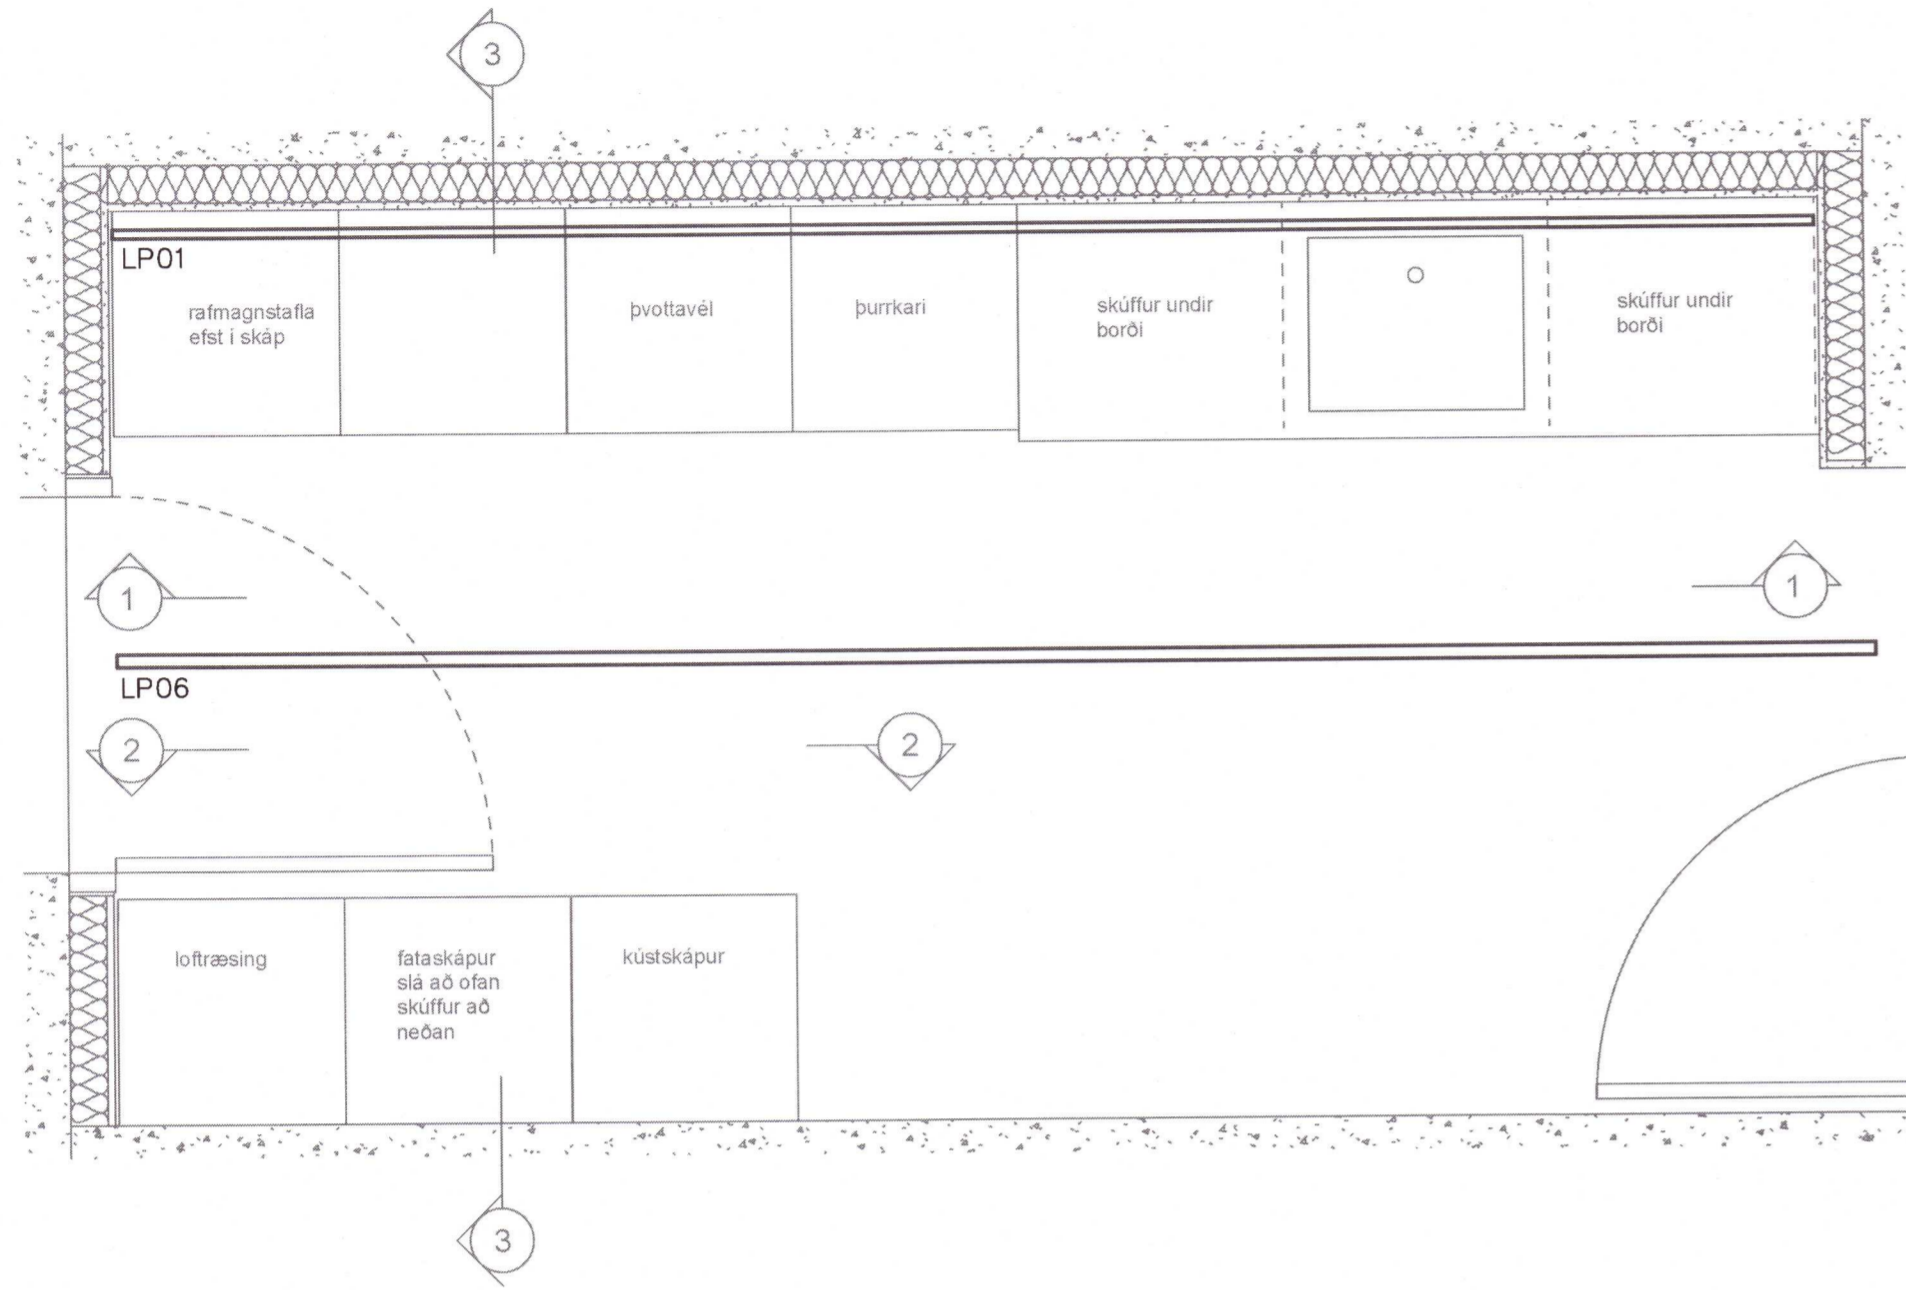 3
LP01
rafmagnstafla
efst í skáp
þvottavél
þurrkari
skúffur undir
borði
skúffur undir
borði
1
1
LP06
2
2
loftræsing
fataskápur
slá að ofan
skúffur að
neðan
kústskápur
3